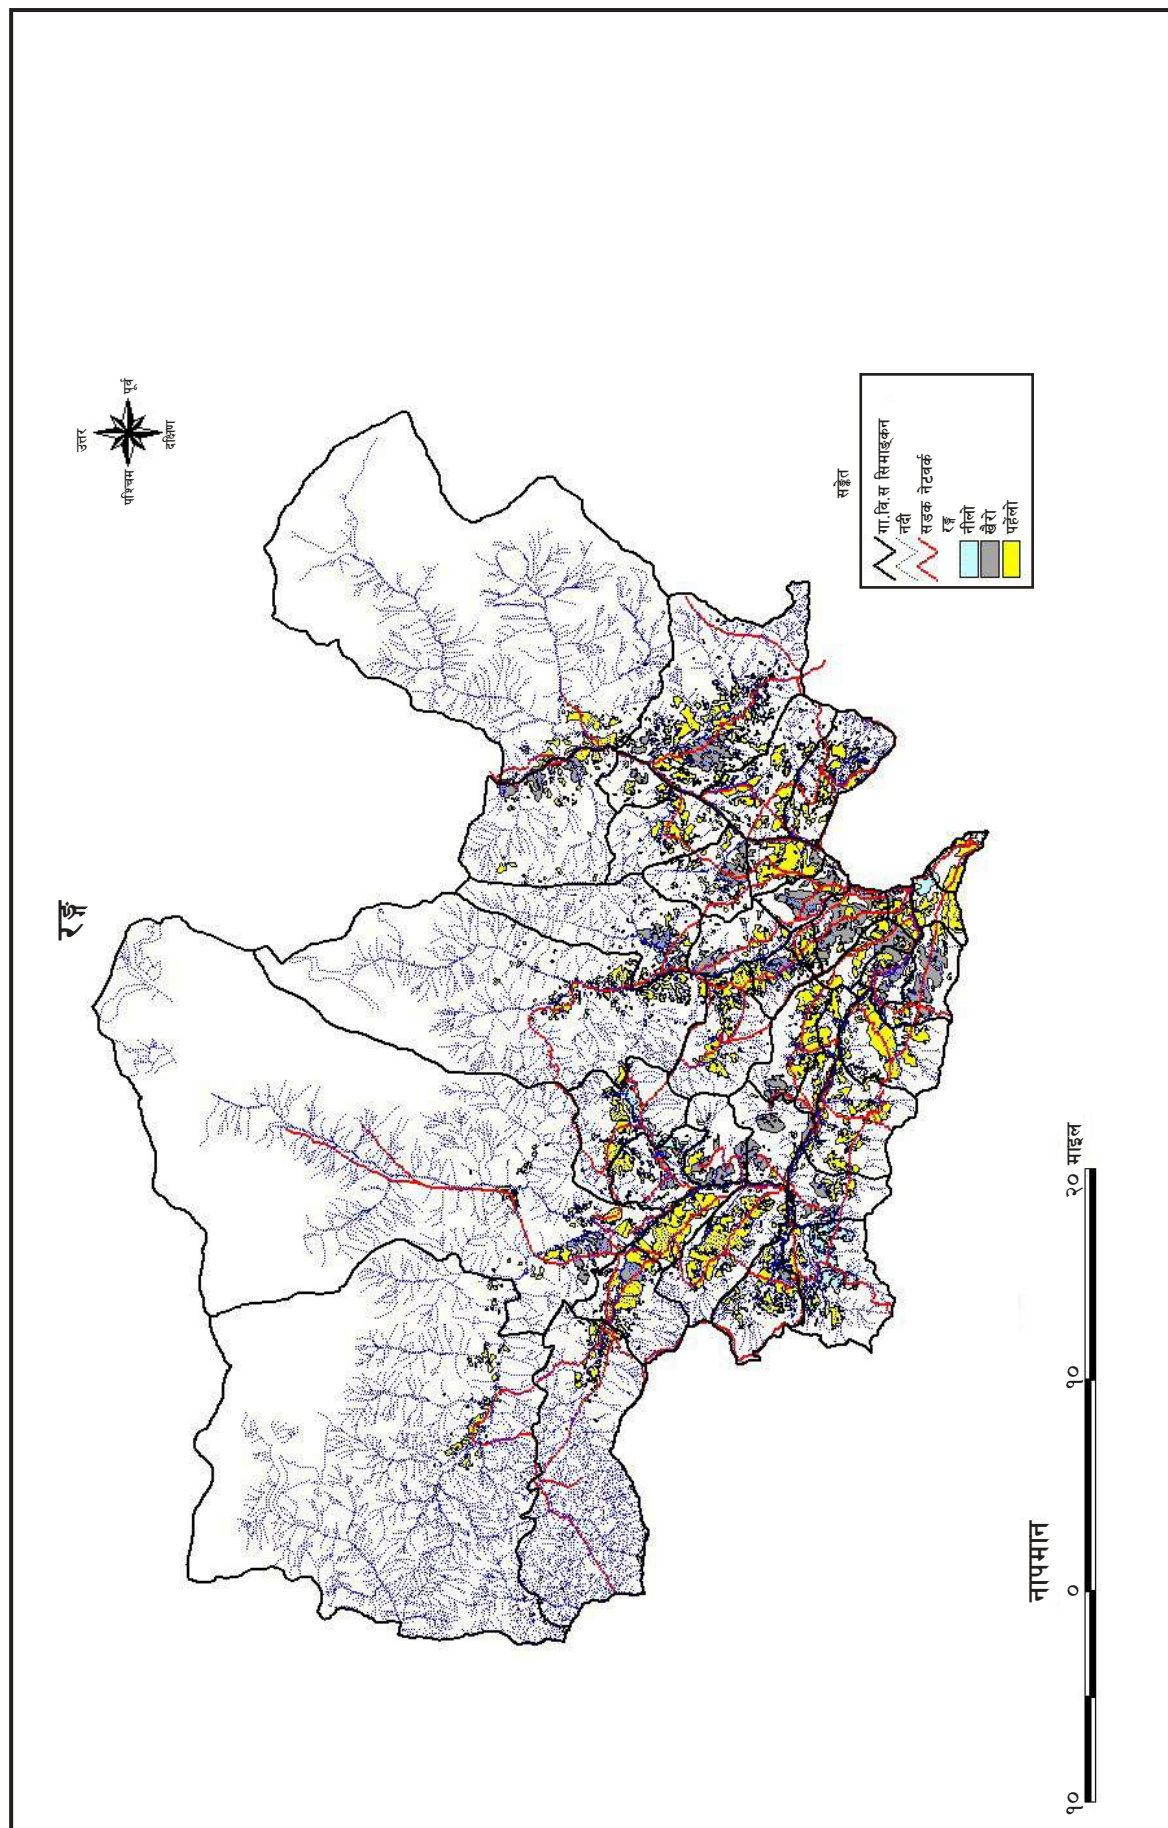 रङ्ग
उत्तर
पश्चिम
पूर्व
दक्षिण
सङ्केत
गा.वि.स सिमाङ्कन
नदी
सडक नेटवर्क
रङ्ग
नीलो
खैरो
पहेंलो
नापमान
१० ० १० २० माइल